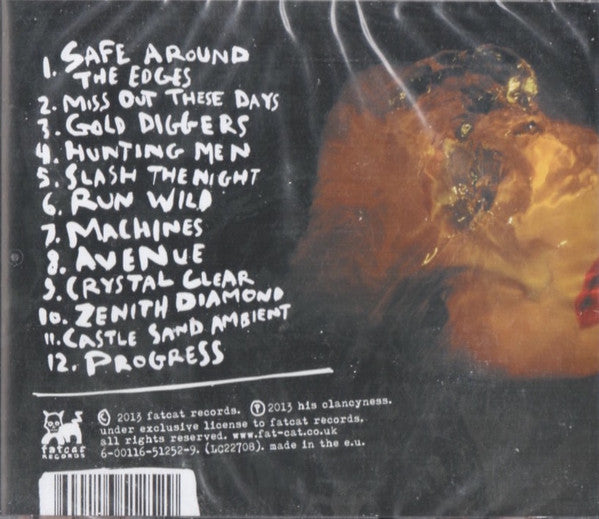 1. SAFE AROUND
THE EDGES
2. MISS OUT THESE DAYS
3. GOLD DIGGERS
4. HUNTING MEN
5. SLASH THE NIGHT
6. RUN WILD
7. MACHINES
8. AVENUE
9. CRYSTAL CLEAR
10. ZENITH DIAMOND
11. CASTLE SAND AMBIENT
12. PROGRESS
© 2013 fatcat records. ℗ 2013 his clancyness.
under exclusive license to fatcat records.
all rights reserved. www.fat-cat.co.uk
6-00116-51252-9. (LC22708). made in the e.u.
fatcat
RECORDS